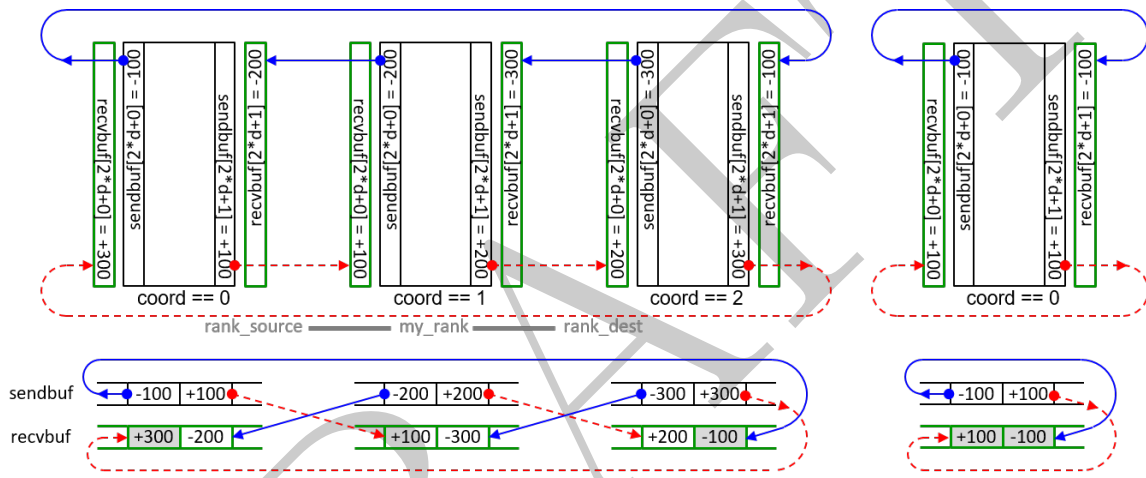 recvbuf[2*d+0] = +300
sendbuf[2*d+0] = -100
sendbuf[2*d+1] = +100
recvbuf[2*d+1] = -200
recvbuf[2*d+0] = +100
sendbuf[2*d+0] = -200
sendbuf[2*d+1] = +200
recvbuf[2*d+1] = -300
recvbuf[2*d+0] = +200
sendbuf[2*d+0] = -300
sendbuf[2*d+1] = +300
recvbuf[2*d+1] = -100
recvbuf[2*d+0] = +100
sendbuf[2*d+0] = -100
sendbuf[2*d+1] = +100
recvbuf[2*d+1] = -100
coord == 0 coord == 1 coord == 2 coord == 0
rank_source my_rank rank_dest
sendbuf -100 +100 -200 +200 -300 +300 -100 +100
recvbuf +300 -200 +100 -300 +200 -100 +100 -100